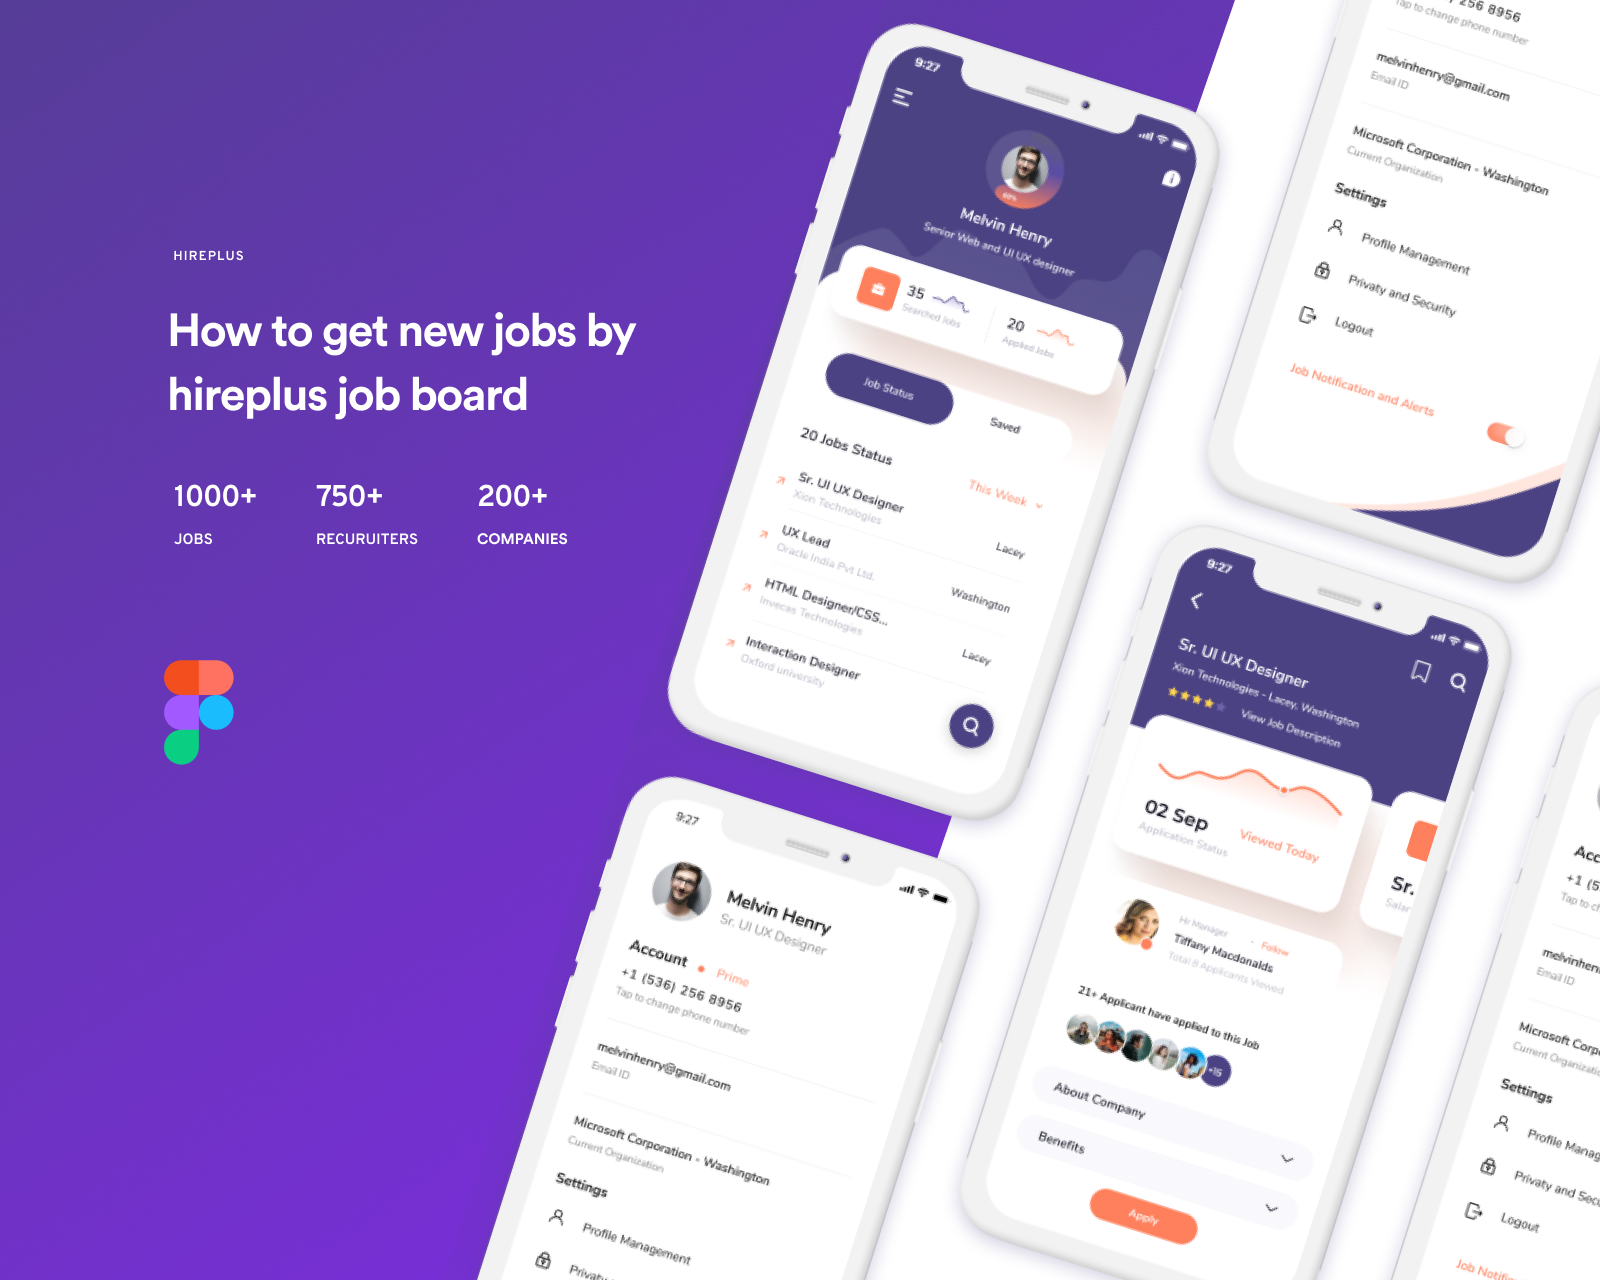 HIREPLUS
How to get new jobs by
hireplus job board
1000+
JOBS
750+
RECURUITERS
200+
COMPANIES
9:27
60%
Melvin Henry
Senior Web and UI UX designer
35
Searched Jobs
20
Applied Jobs
Job Status
Saved
20 Jobs Status
This Week
Sr. UI UX Designer
Xion Technologies
Lacey
UX Lead
Oracle India Pvt Ltd.
Washington
HTML Designer/CSS...
Invecas Technologies
Lacey
Interaction Designer
Oxford university
256 8956
Tap to change phone number
melvinhenry@gmail.com
Email ID
Microsoft Corporation - Washington
Current Organization
Settings
Profile Management
Privaty and Security
Logout
Job Notification and Alerts
9:27
Melvin Henry
Sr. UI UX Designer
Account
Prime
+1 (536) 256 8956
Tap to change phone number
melvinhenry@gmail.com
Email ID
Microsoft Corporation - Washington
Current Organization
Settings
Profile Management
Privaty
9:27
Sr. UI UX Designer
Xion Technologies - Lacey, Washington
View Job Description
02 Sep
Application Status
Viewed Today
Sr.
Salar
Hr Manager
Follow
Tiffany Macdonalds
Total 8 Applicants Viewed
21+ Applicant have applied to this Job
+15
About Company
Benefits
Apply
Acc
+1 (5
Tap to ch
melvinhen
Email ID
Microsoft Corp
Current Organizatio
Settings
Profile Manag
Privaty and Secu
Logout
Job Notific